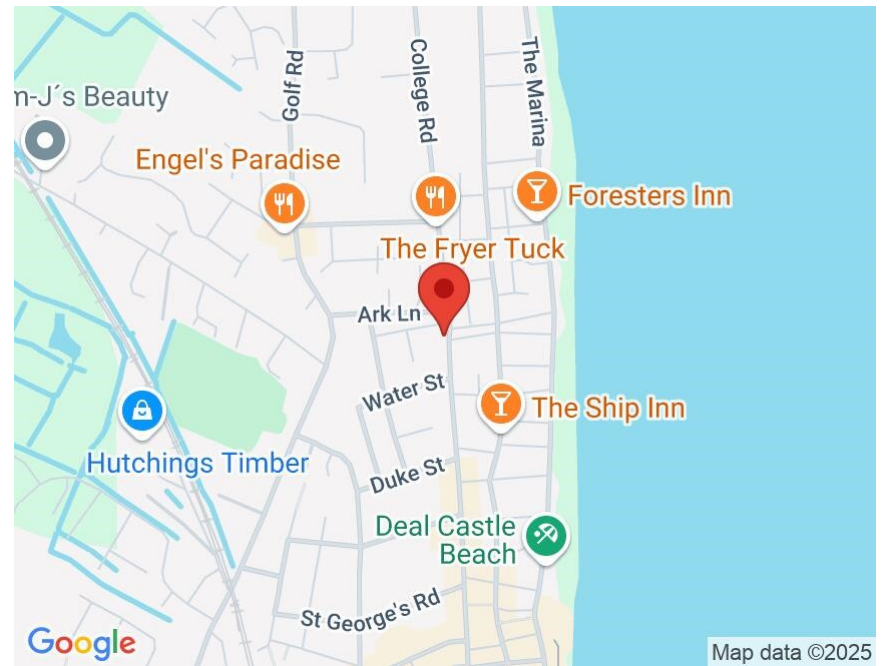 Golf Rd
College Rd
The Marina
m-J´s Beauty
Engel's Paradise
Foresters Inn
The Fryer Tuck
Ark Ln
Water St
The Ship Inn
Hutchings Timber
Duke St
Deal Castle
Beach
St George's Rd
Google
Map data ©2025